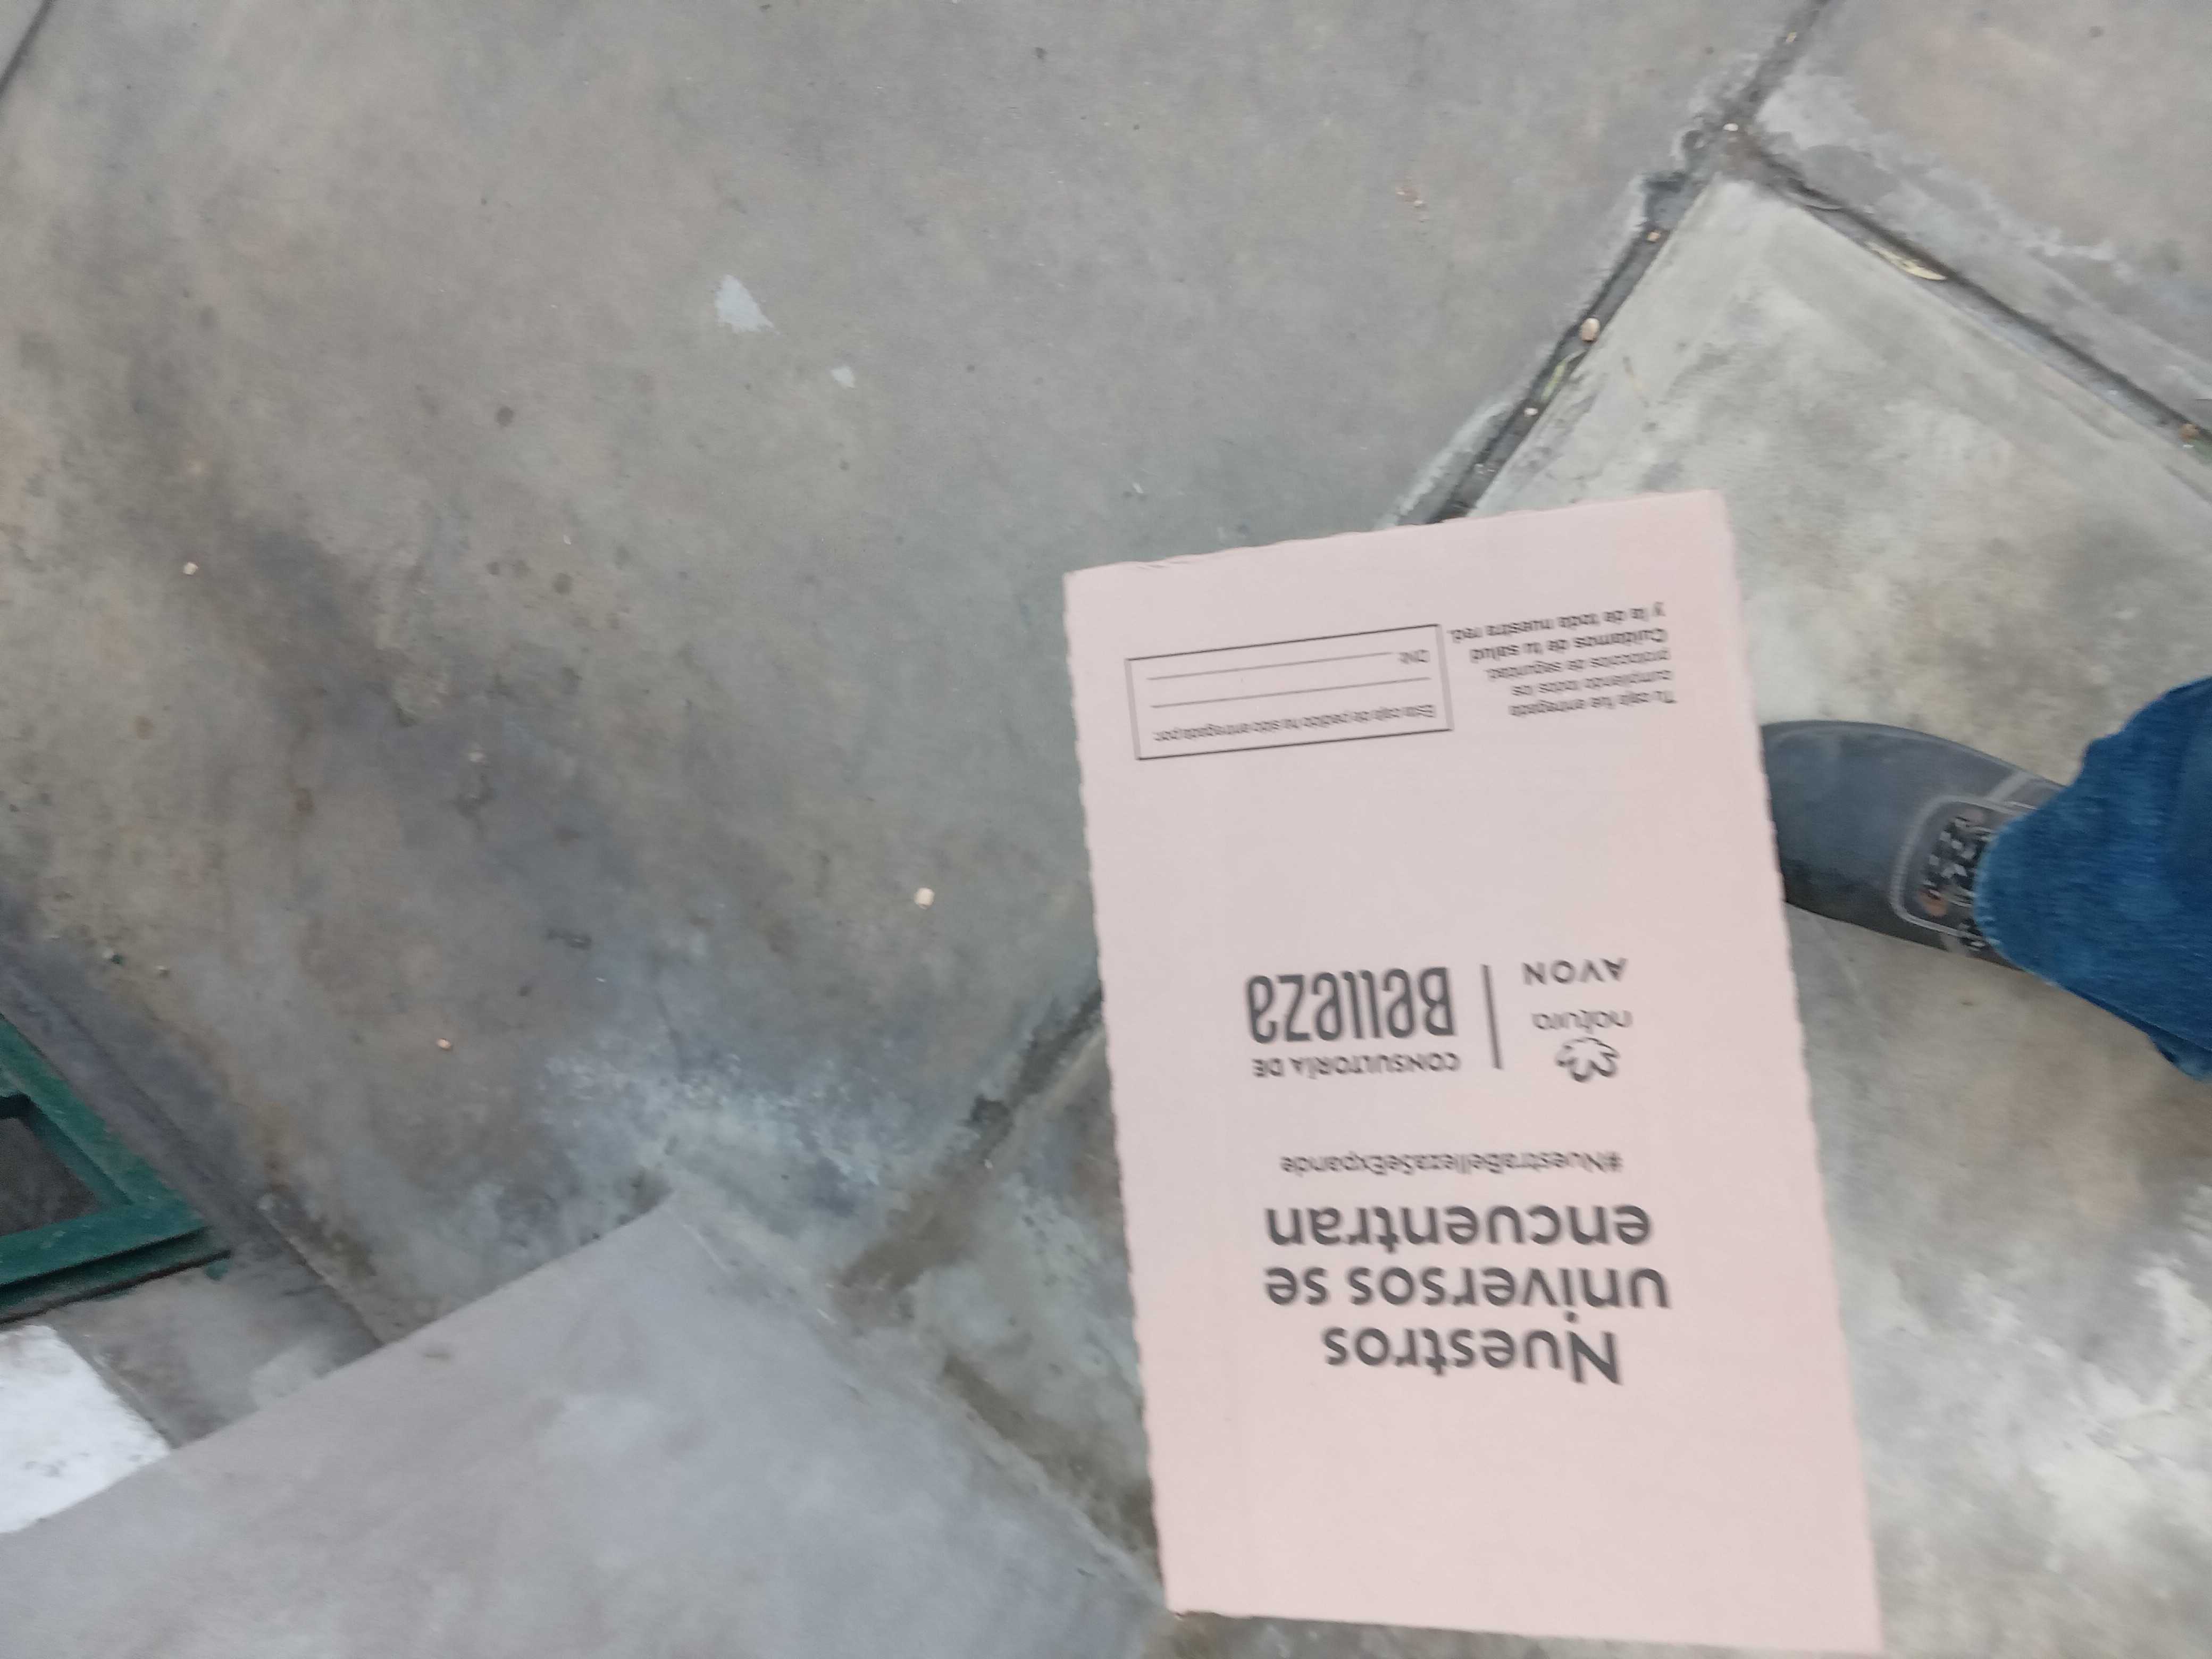 Nuestros
universos se
encuentran
#NuestraBellezaSeExpande
natura
AVON
CONSULTORÍA DE
Belleza
Tu caja fue entregada
cumpliendo todos los
protocolos de seguridad.
Cuidamos de tu salud
y la de toda nuestra red.
Esta caja de pedido ha sido entregada por:
DNI: